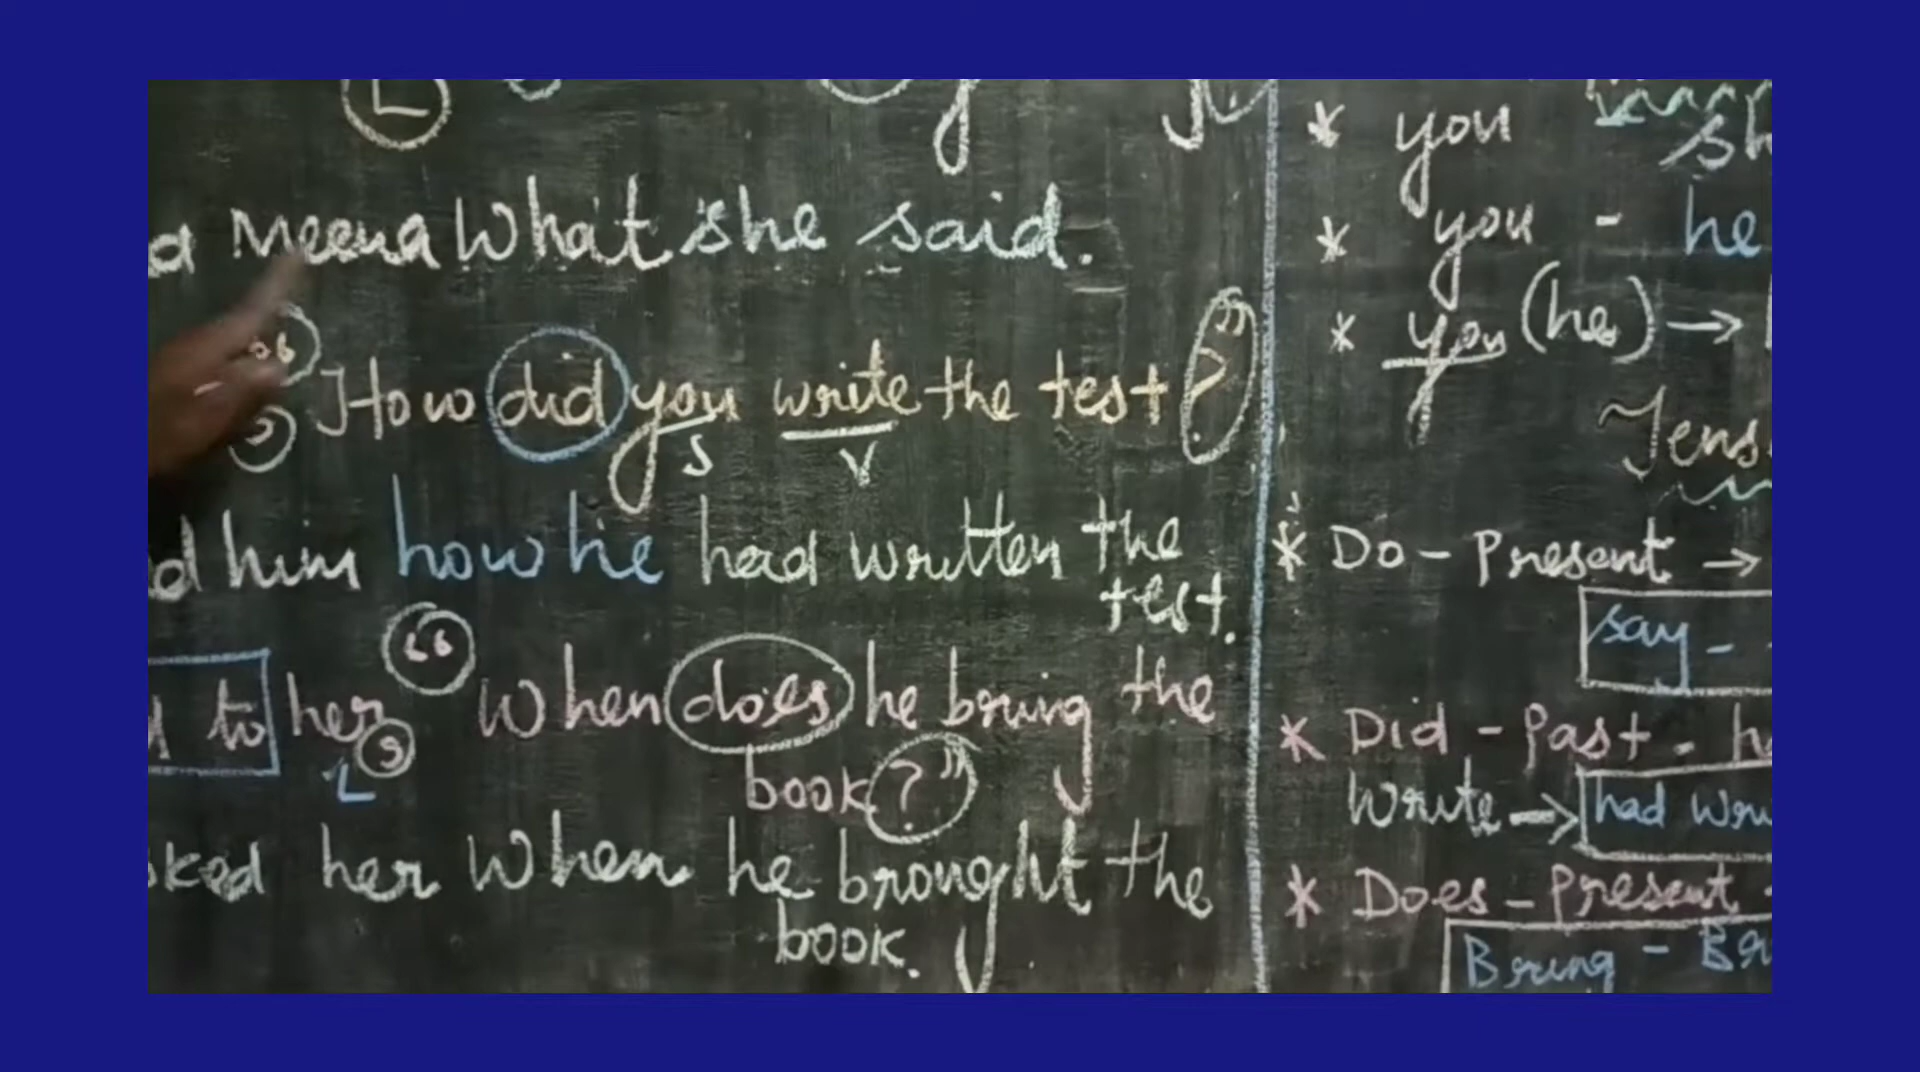 Meena what she said.
“ How did you write the test ?”
,
S V
him how he had written the
test.
to her, “ When does he bring the
L
book ?”
her when he brought the
book.
* you
* you - he
* you (he) →
* Do - Present →
say -
* Did - Past -
write → had
* Does - Present
Bring -